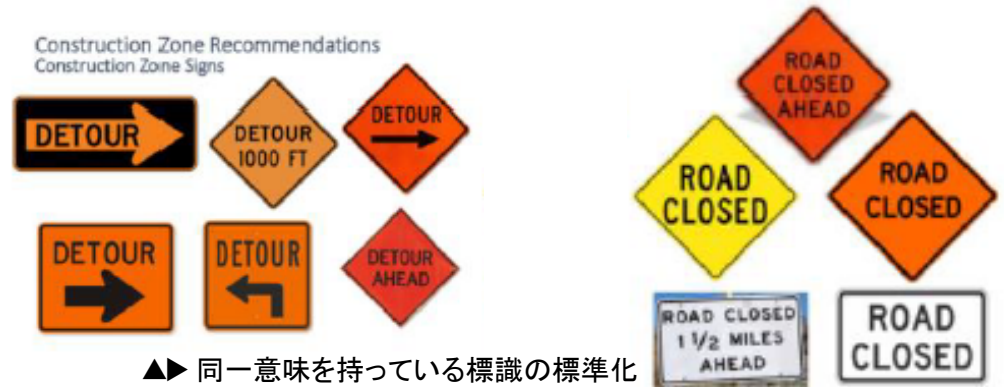 Construction Zone Recommendations
Construction Zone Signs
DETOUR
DETOUR
1000 FT
DETOUR
DETOUR
DETOUR
DETOUR
AHEAD
ROAD
CLOSED
AHEAD
ROAD
CLOSED
ROAD
CLOSED
ROAD CLOSED
1 1/2 MILES
AHEAD
ROAD
CLOSED
▲▶ 同一意味を持っている標識の標準化